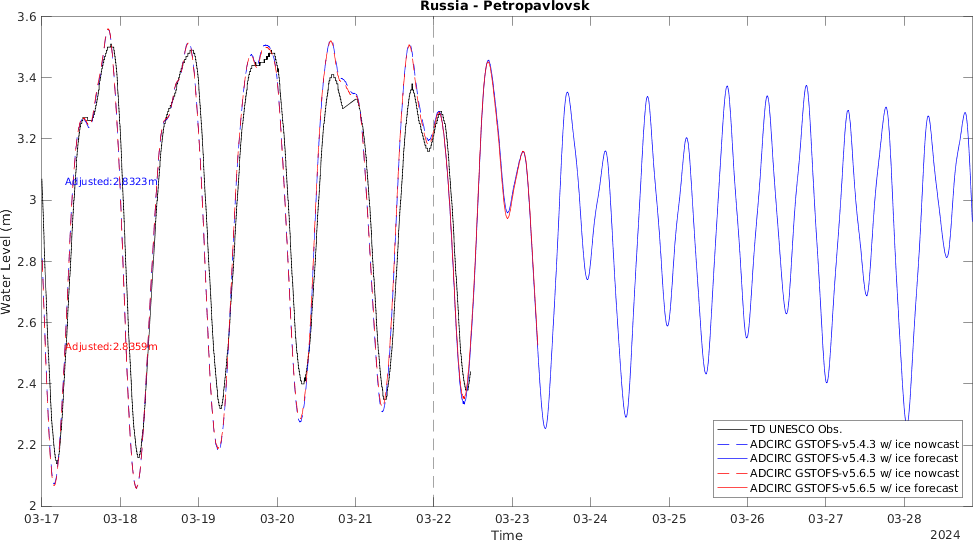 Russia - Petropavlovsk
3.6
3.4
3.2
3
2.8
2.6
2.4
2.2
2
Water Level (m)
Adjusted:2.8323m
Adjusted:2.8359m
TD UNESCO Obs.
ADCIRC GSTOFS-v5.4.3 w/ ice nowcast
ADCIRC GSTOFS-v5.4.3 w/ ice forecast
ADCIRC GSTOFS-v5.6.5 w/ ice nowcast
ADCIRC GSTOFS-v5.6.5 w/ ice forecast
03-17 03-18 03-19 03-20 03-21 03-22 03-23 03-24 03-25 03-26 03-27 03-28
Time
2024